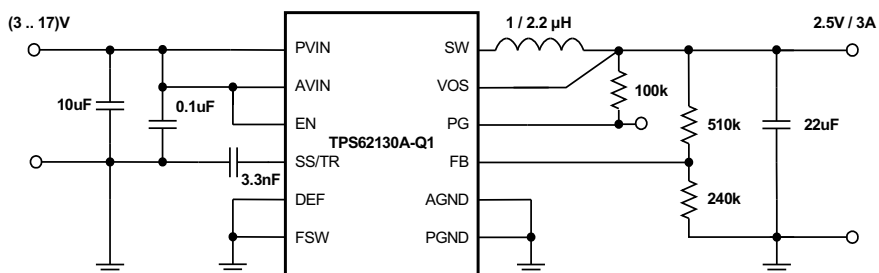 (3 .. 17)V
1 / 2.2 µH
2.5V / 3A
PVIN
SW
AVIN
VOS
10uF
0.1uF
100k
EN
PG
TPS62130A-Q1
510k
22uF
SS/TR
FB
3.3nF
DEF
AGND
240k
FSW
PGND